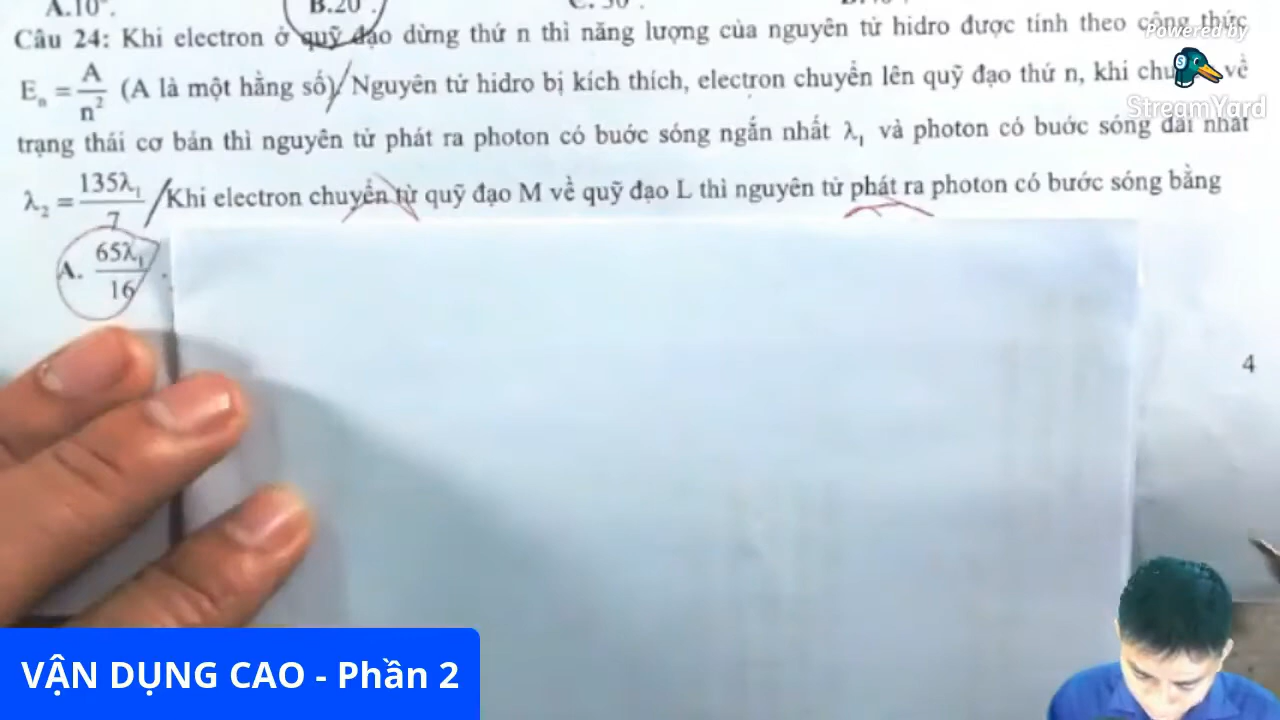 A.10°. B.20°.
Câu 24: Khi electron ở quỹ đạo dừng thứ n thì năng lượng của nguyên tử hidro được tính theo công thức
Powered by
Eₙ = A/n² (A là một hằng số) Nguyên tử hidro bị kích thích, electron chuyển lên quỹ đạo thứ n, khi về
StreamYard
trạng thái cơ bản thì nguyên tử phát ra photon có buớc sóng ngắn nhất λ₁ và photon có buớc sóng dài nhất
λ₂ = 135λ₁/7 Khi electron chuyển từ quỹ đạo M về quỹ đạo L thì nguyên tử phát ra photon có bước sóng bằng
A. 65λ₁/16.
4
VẬN DỤNG CAO - Phần 2